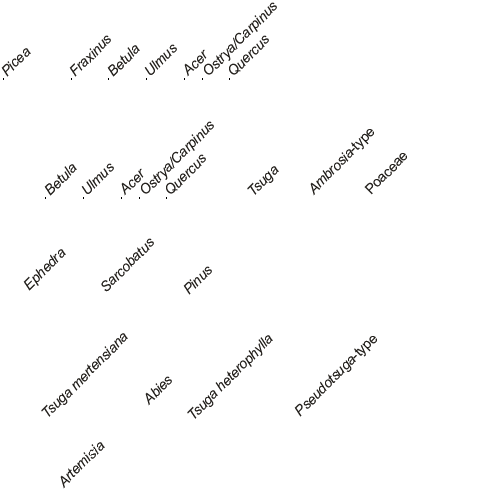 Picea
Fraxinus
Betula
Ulmus
Acer
Ostrya/Carpinus
Quercus
Betula
Ulmus
Acer
Ostrya/Carpinus
Quercus
Tsuga
Ambrosia-type
Poaceae
Ephedra
Sarcobatus
Pinus
Tsuga mertensiana
Abies
Tsuga heterophylla
Pseudotsuga-type
Artemisia